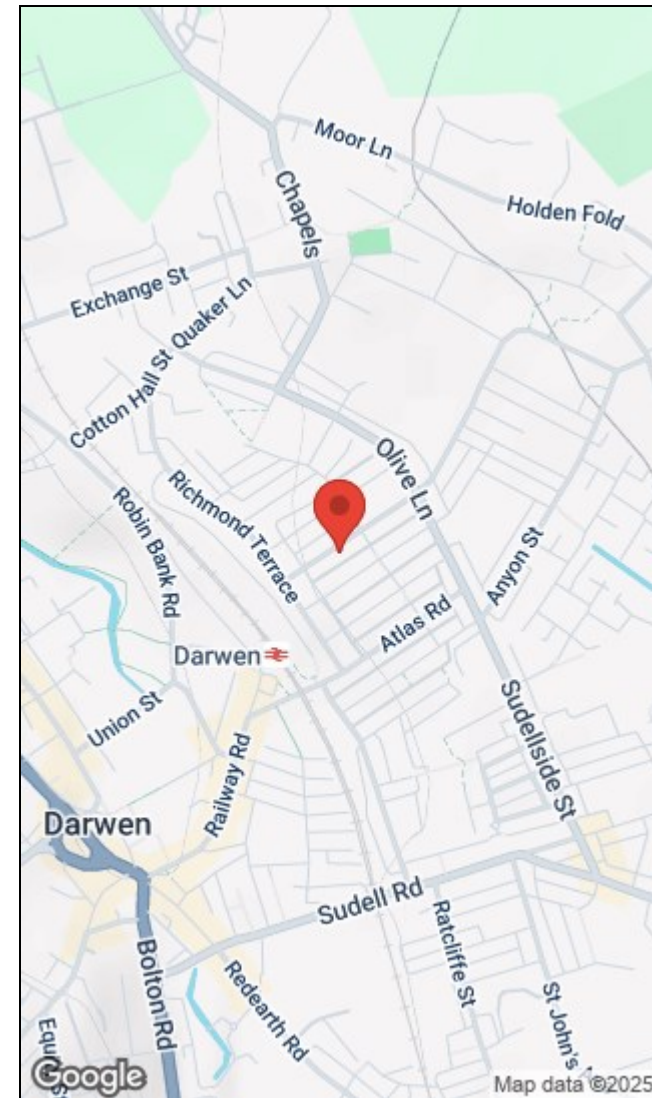 Moor Ln
Holden Fold
Chapels
Exchange St
Quaker Ln
Cotton Hall St
Olive Ln
Richmond Terrace
Robin Bank Rd
Anyon St
Atlas Rd
Darwen
Union St
Sudellside St
Railway Rd
Darwen
Sudell Rd
Ratcliffe St
Bolton Rd
Redearth Rd
St John's
Google
Map data ©2025